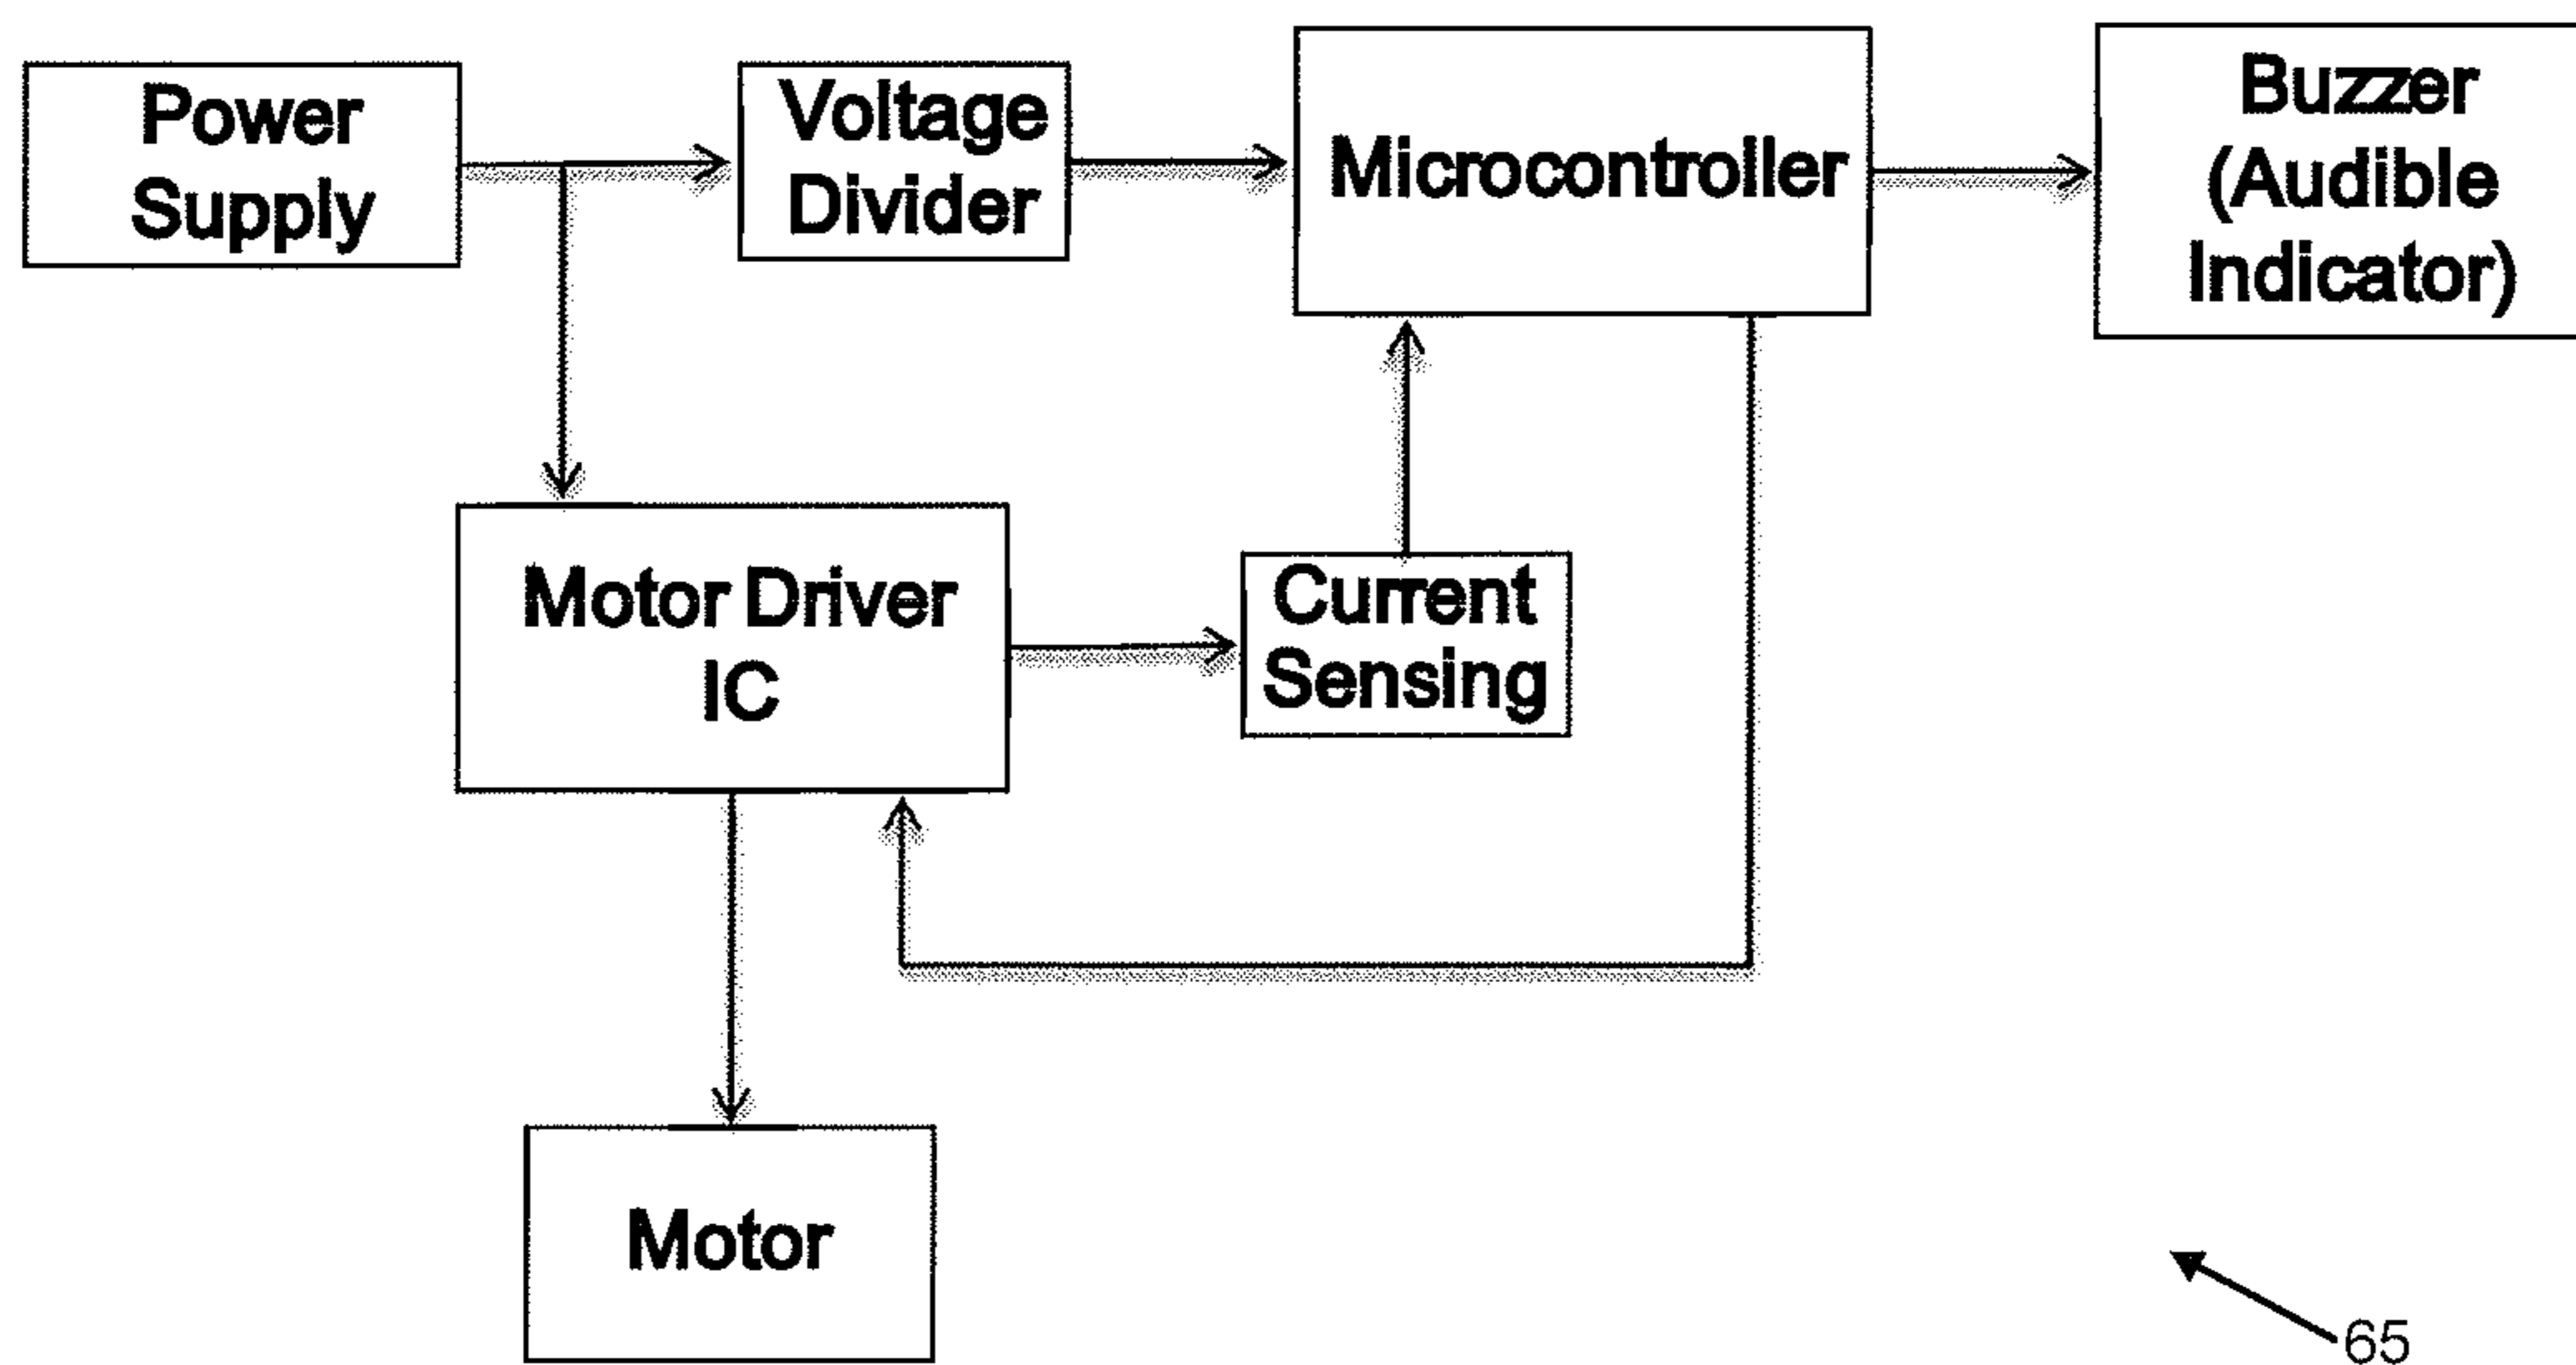 Power
Supply
Voltage
Divider
Microcontroller
Buzzer
(Audible
Indicator)
Motor Driver
IC
Current
Sensing
Motor
65